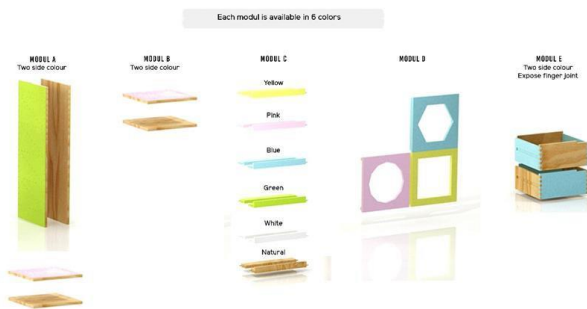 Each modul is available in 6 colors
MODUL A
Two side colour
MODUL B
Two side colour
MODUL C
Yellow
Pink
Blue
Green
White
Natural
MODUL D
MODUL E
Two side colour
Expose finger joint